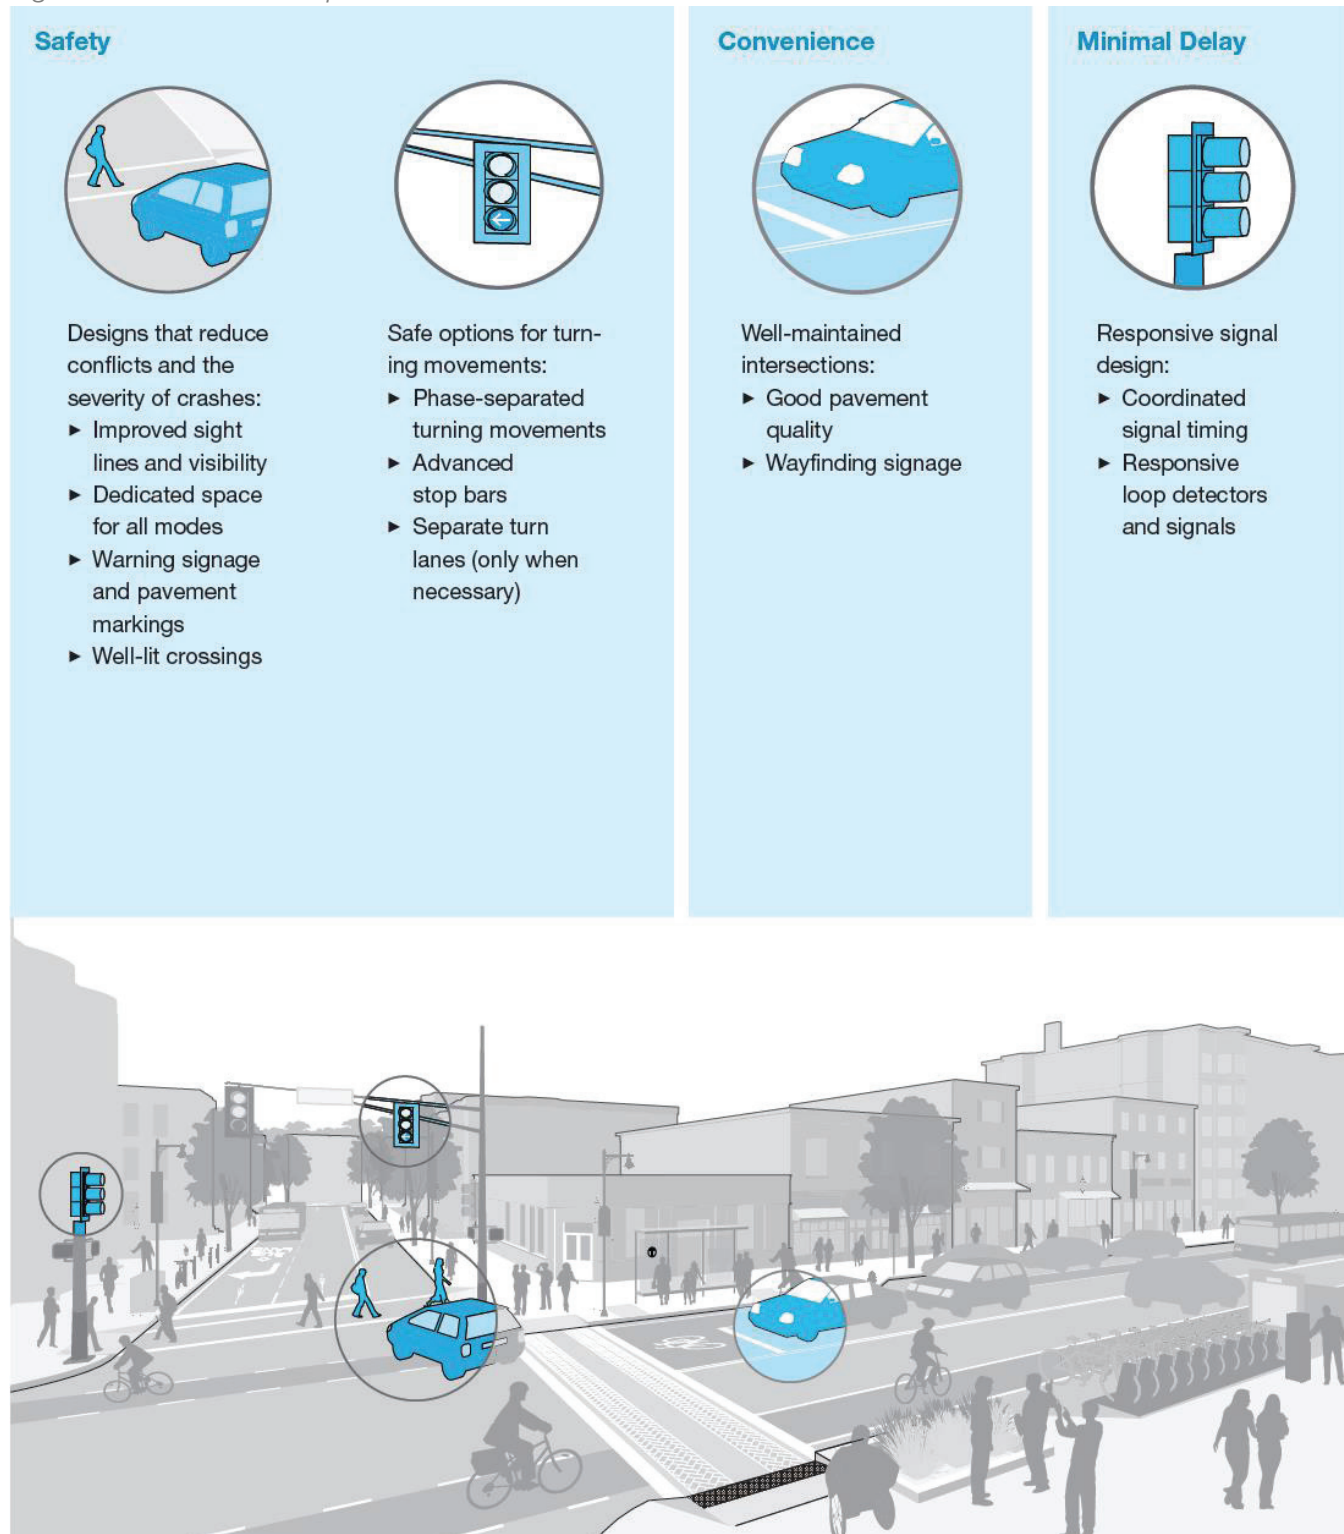 Safety
Designs that reduce
conflicts and the
severity of crashes:
► Improved sight
lines and visibility
► Dedicated space
for all modes
► Warning signage
and pavement
markings
► Well-lit crossings
Safe options for turn-
ing movements:
► Phase-separated
turning movements
► Advanced
stop bars
► Separate turn
lanes (only when
necessary)
Convenience
Well-maintained
intersections:
► Good pavement
quality
► Wayfinding signage
Minimal Delay
Responsive signal
design:
► Coordinated
signal timing
► Responsive
loop detectors
and signals